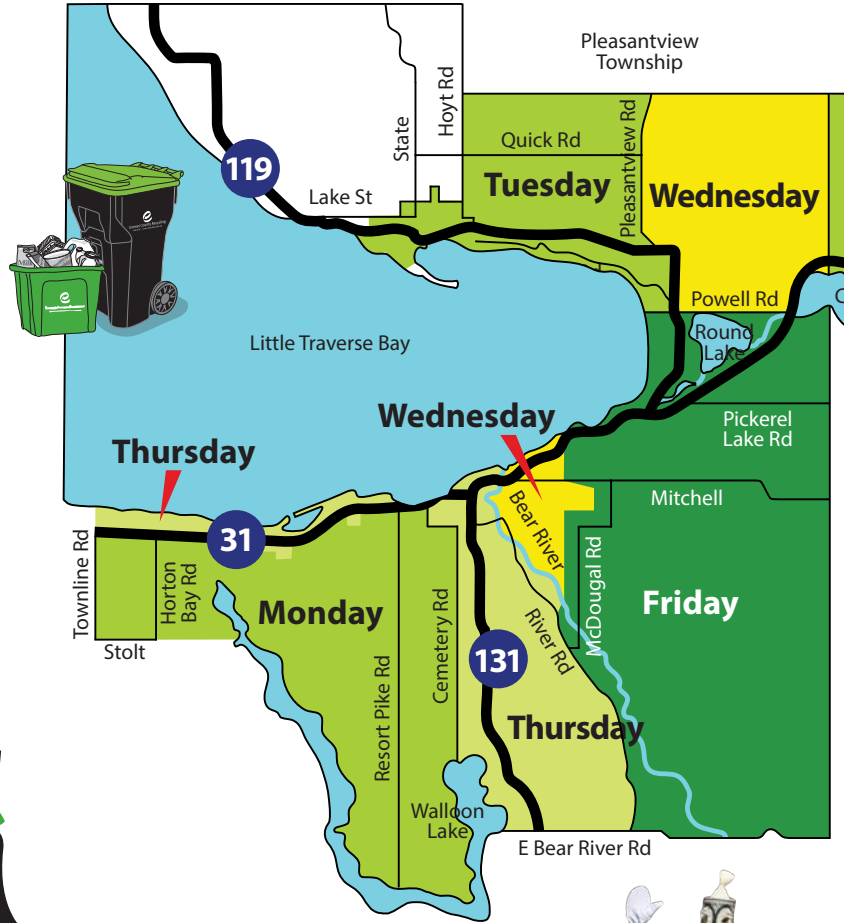 Pleasantview
Township
Hoyt Rd
State
Pleasantview Rd
Quick Rd
119
Tuesday
Wednesday
Lake St
Powell Rd
Round
Lake
Little Traverse Bay
Wednesday
Pickerel
Lake Rd
Thursday
Mitchell
Bear River
31
Townline Rd
Horton
Bay Rd
McDougal Rd
Monday
Friday
Cemetery Rd
River Rd
Stolt
131
Resort Pike Rd
Thursday
Walloon
Lake
E Bear River Rd